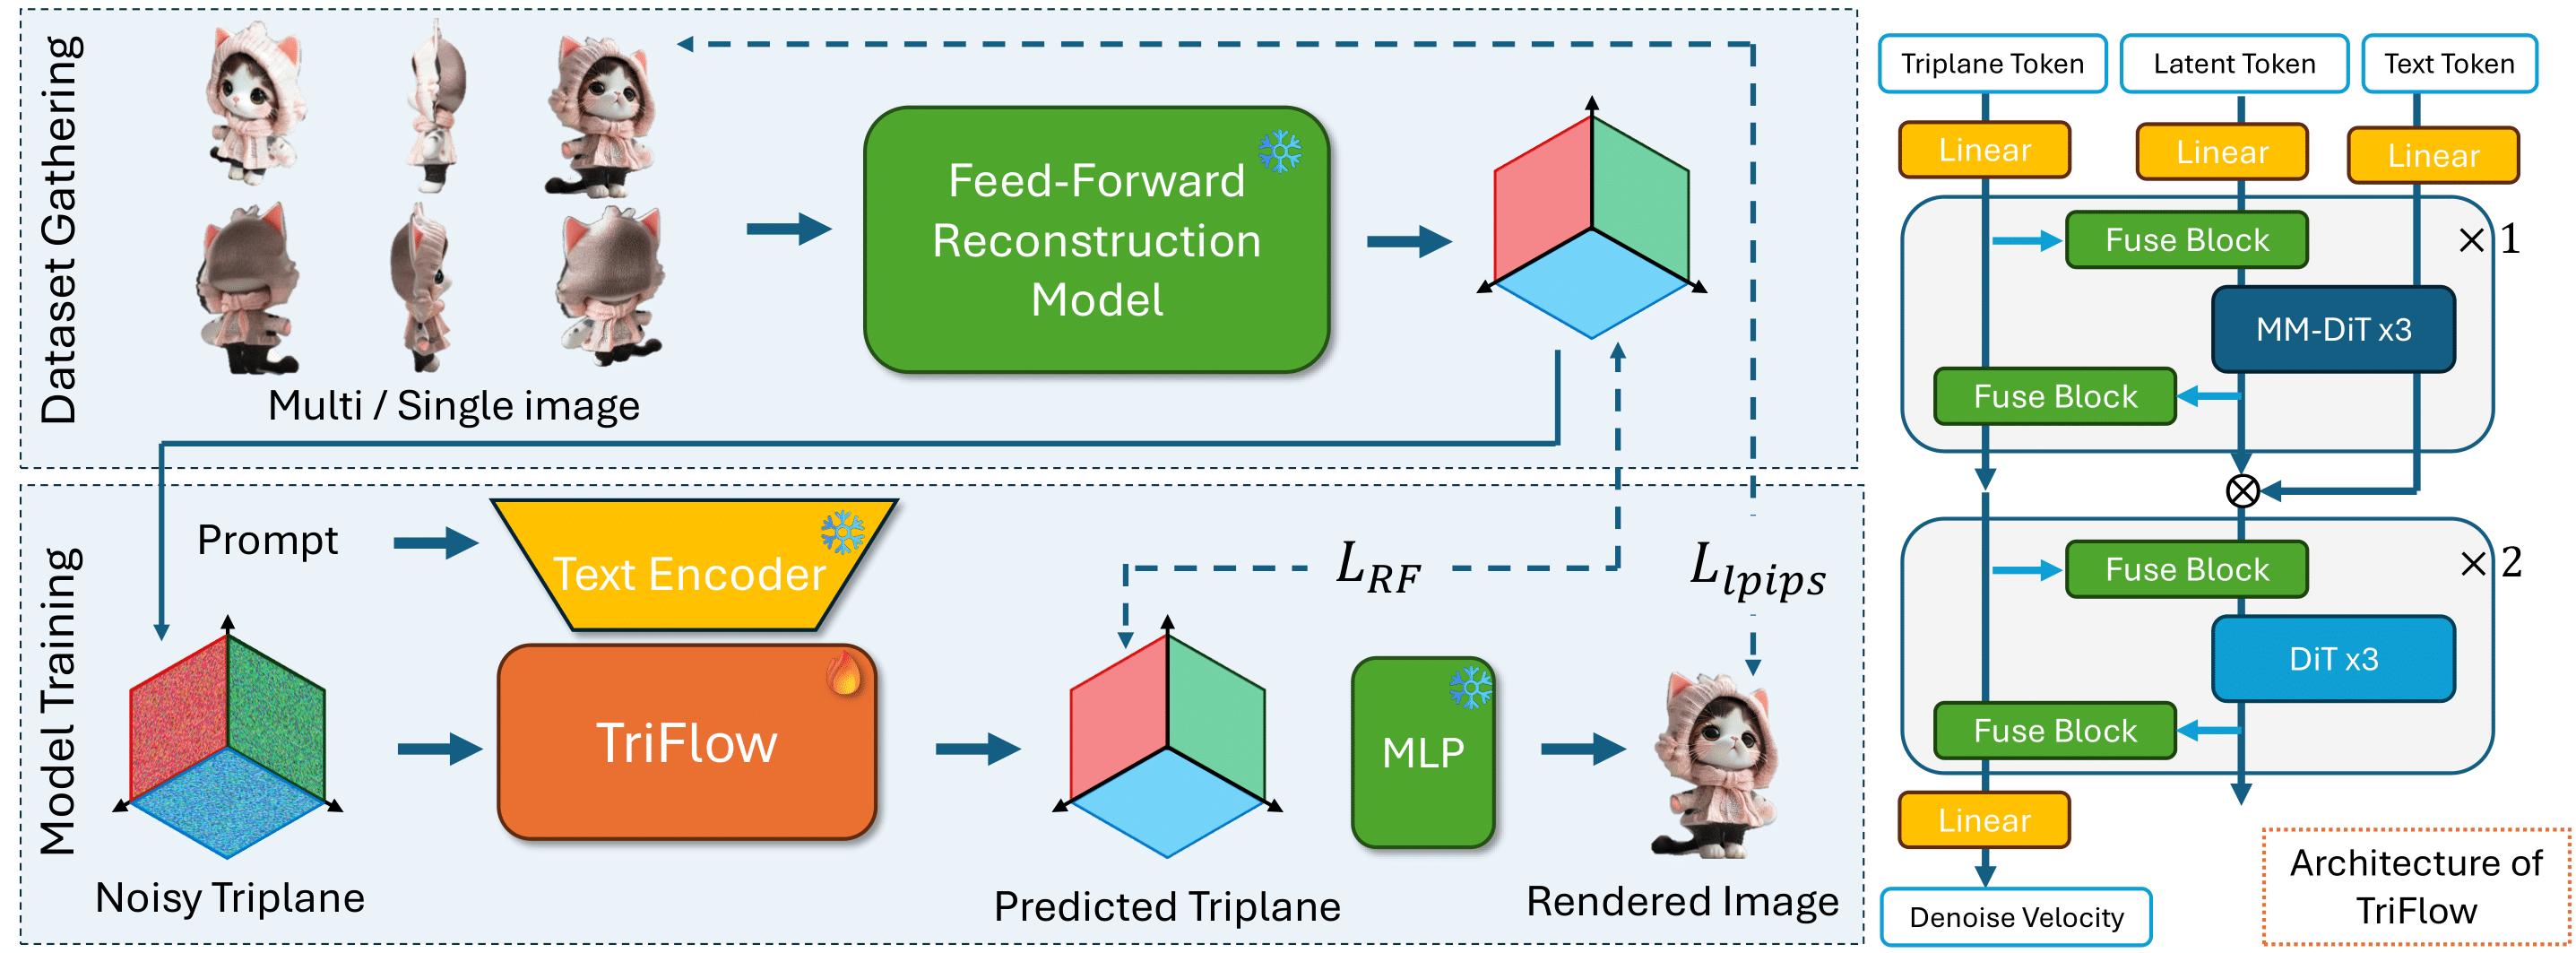 Dataset Gathering
Multi / Single image
Feed-Forward
Reconstruction
Model
Model Training
Prompt
Text Encoder
TriFlow
Noisy Triplane
Predicted Triplane
L_{RF}
L_{lpips}
MLP
Rendered Image
Triplane Token
Latent Token
Text Token
Linear
Linear
Linear
Fuse Block
× 1
MM-DiT x3
Fuse Block
Fuse Block
× 2
DiT x3
Fuse Block
Linear
Denoise Velocity
Architecture of
TriFlow